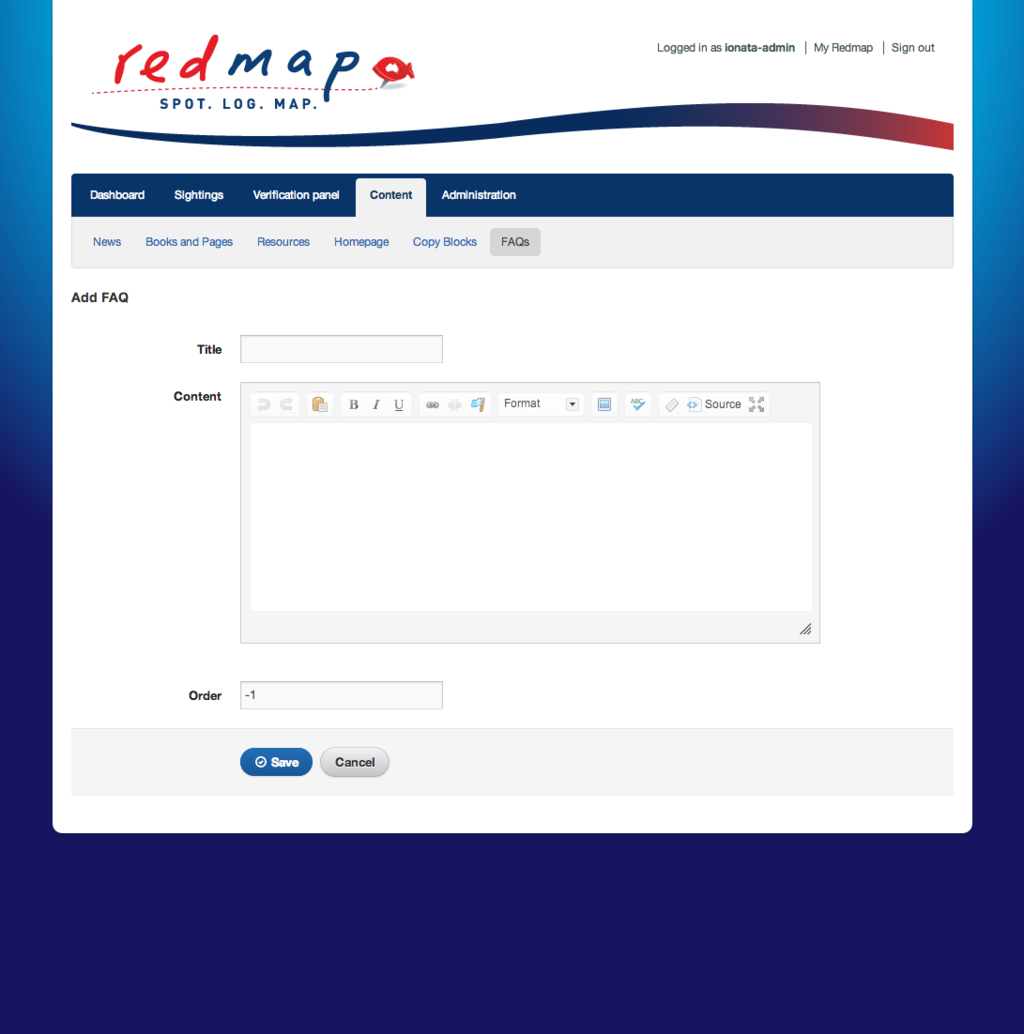 redmap
SPOT. LOG. MAP.
Logged in as ionata-admin | My Redmap | Sign out
Dashboard Sightings Verification panel Content Administration
News Books and Pages Resources Homepage Copy Blocks FAQs
Add FAQ
Title
Content
B I U Format ABC Source
Order -1
Save Cancel